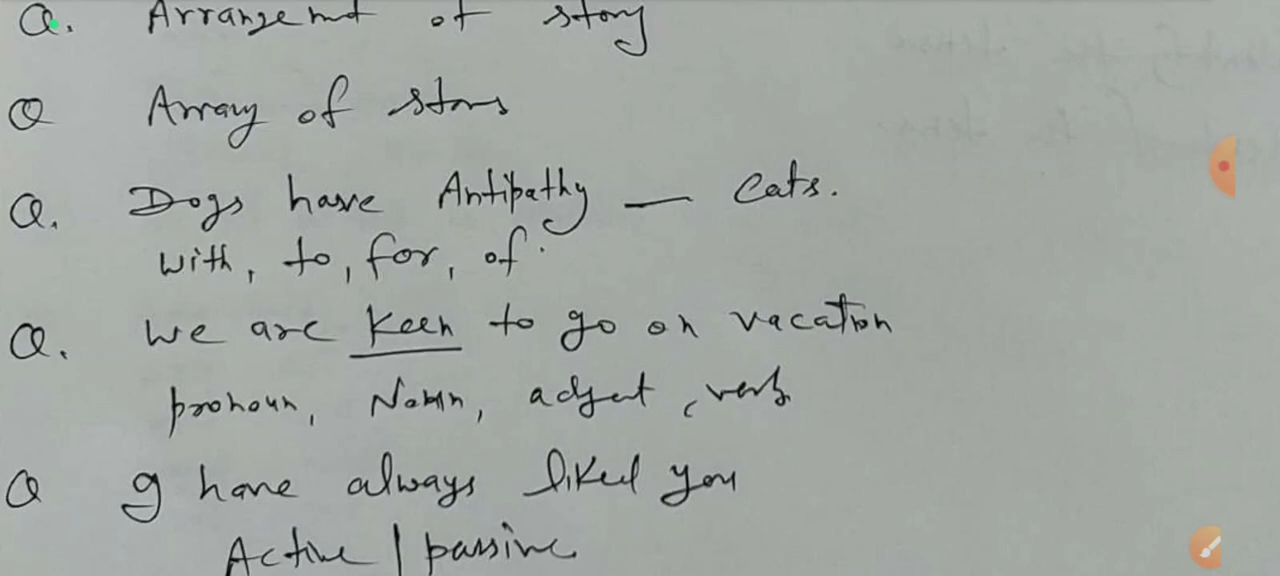 Q. Arrangemnt of story
Q Array of stars
Q. Dogs have Antipathy — Cats.
with, to, for, of.
Q. We are Keen to go on vacation
pronoun, Noun, adject, verb
Q I have always liked you
Active | passive